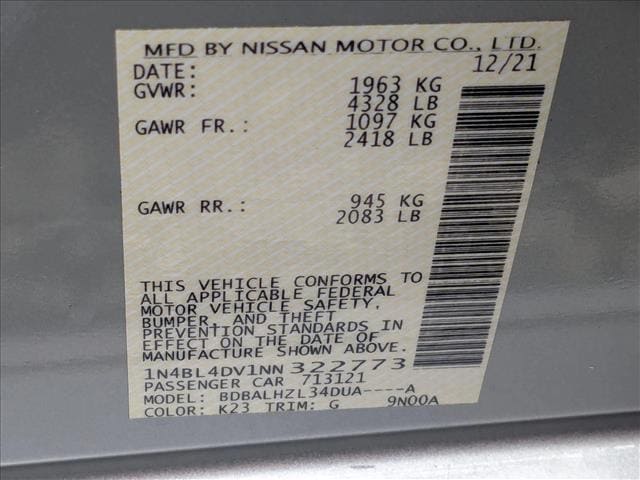 MFD BY NISSAN MOTOR CO., LTD.
DATE: 12/21
GVWR: 1963 KG
4328 LB
GAWR FR.: 1097 KG
2418 LB
GAWR RR.: 945 KG
2083 LB
THIS VEHICLE CONFORMS TO
ALL APPLICABLE FEDERAL
MOTOR VEHICLE SAFETY,
BUMPER, AND THEFT
PREVENTION STANDARDS IN
EFFECT ON THE DATE OF
MANUFACTURE SHOWN ABOVE.
1N4BL4DV1NN322773
PASSENGER CAR 713121
MODEL: BDBALHZL34DUA----A
COLOR: K23 TRIM: G 9N00A